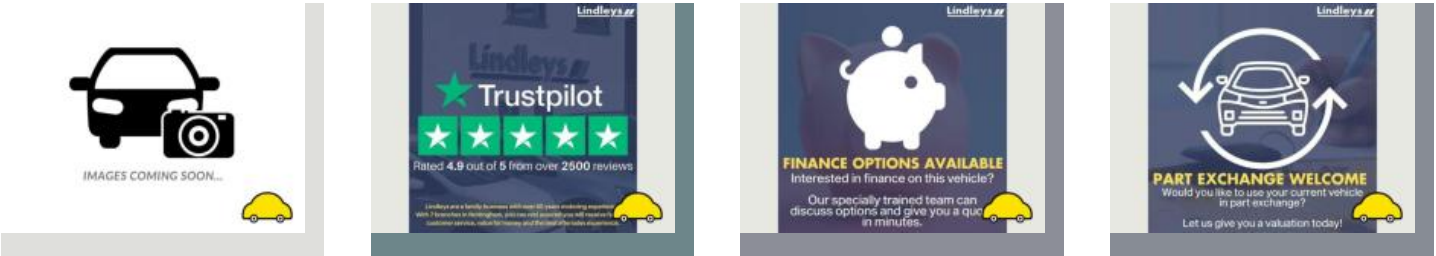 IMAGES COMING SOON...
Lindleys
Lindleys
Trustpilot
Rated 4.9 out of 5 from over 2500 reviews
Lindleys
FINANCE OPTIONS AVAILABLE
Interested in finance on this vehicle?
Our specially trained team can
discuss options and give you a
in minutes.
Lindleys
PART EXCHANGE WELCOME
Would you like to use your current vehicle
in part exchange?
Let us give you a valuation today!